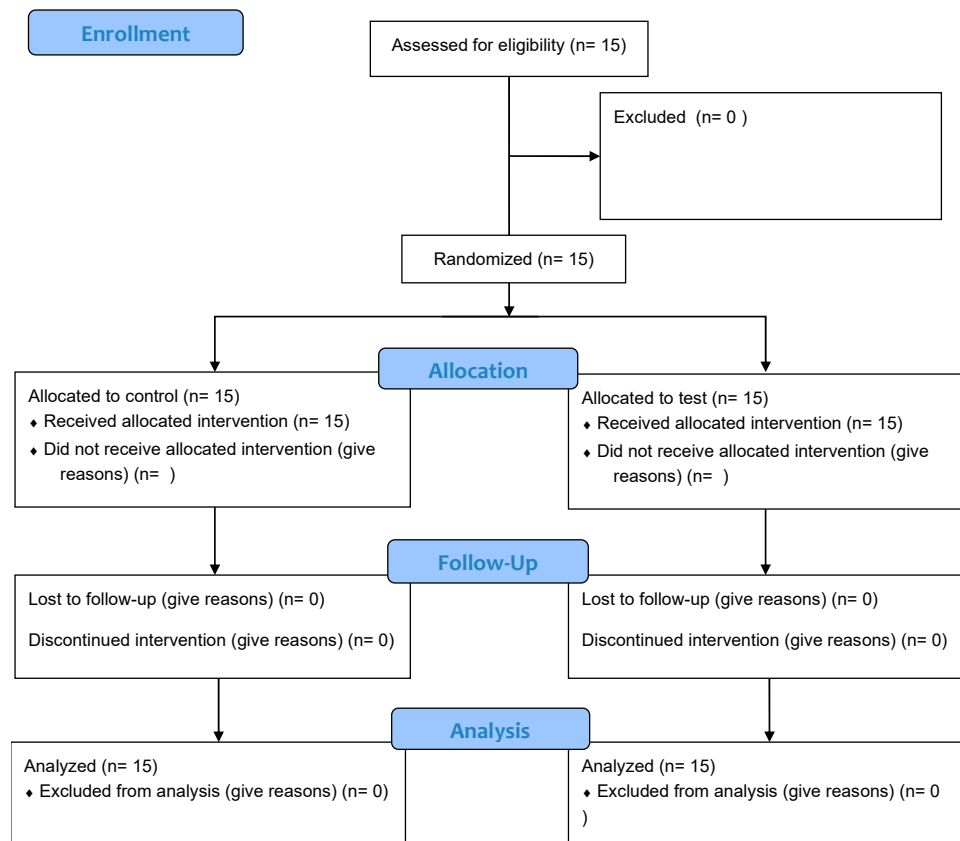 Enrollment
Assessed for eligibility (n= 15)
Excluded (n= 0 )
Randomized (n= 15)
Allocation
Allocated to control (n= 15)
♦ Received allocated intervention (n= 15)
♦ Did not receive allocated intervention (give
reasons) (n= )
Allocated to test (n= 15)
♦ Received allocated intervention (n= 15)
♦ Did not receive allocated intervention (give
reasons) (n= )
Follow-Up
Lost to follow-up (give reasons) (n= 0)
Discontinued intervention (give reasons) (n= 0)
Lost to follow-up (give reasons) (n= 0)
Discontinued intervention (give reasons) (n= 0)
Analysis
Analyzed (n= 15)
♦ Excluded from analysis (give reasons) (n= 0)
Analyzed (n= 15)
♦ Excluded from analysis (give reasons) (n= 0
)